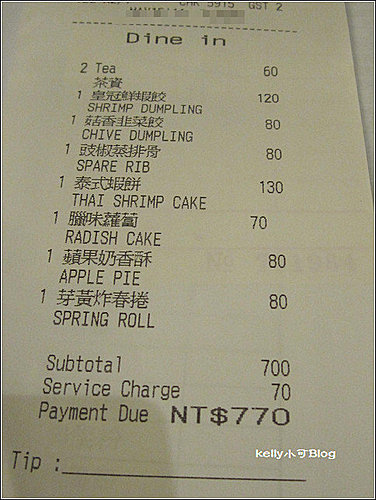 CHK 5915 GST 2
Dine in
2 Tea 60
茶資
1 皇冠鮮蝦餃 120
SHRIMP DUMPLING
1 菇香韭菜餃 80
CHIVE DUMPLING
1 豉椒蒸排骨 80
SPARE RIB
1 泰式蝦餅 130
THAI SHRIMP CAKE
1 臘味蘿蔔 70
RADISH CAKE
1 蘋果奶香酥 80
APPLE PIE
1 芽黃炸春捲 80
SPRING ROLL
Subtotal 700
Service Charge 70
Payment Due NT$770
Tip :
kelly小可Blog